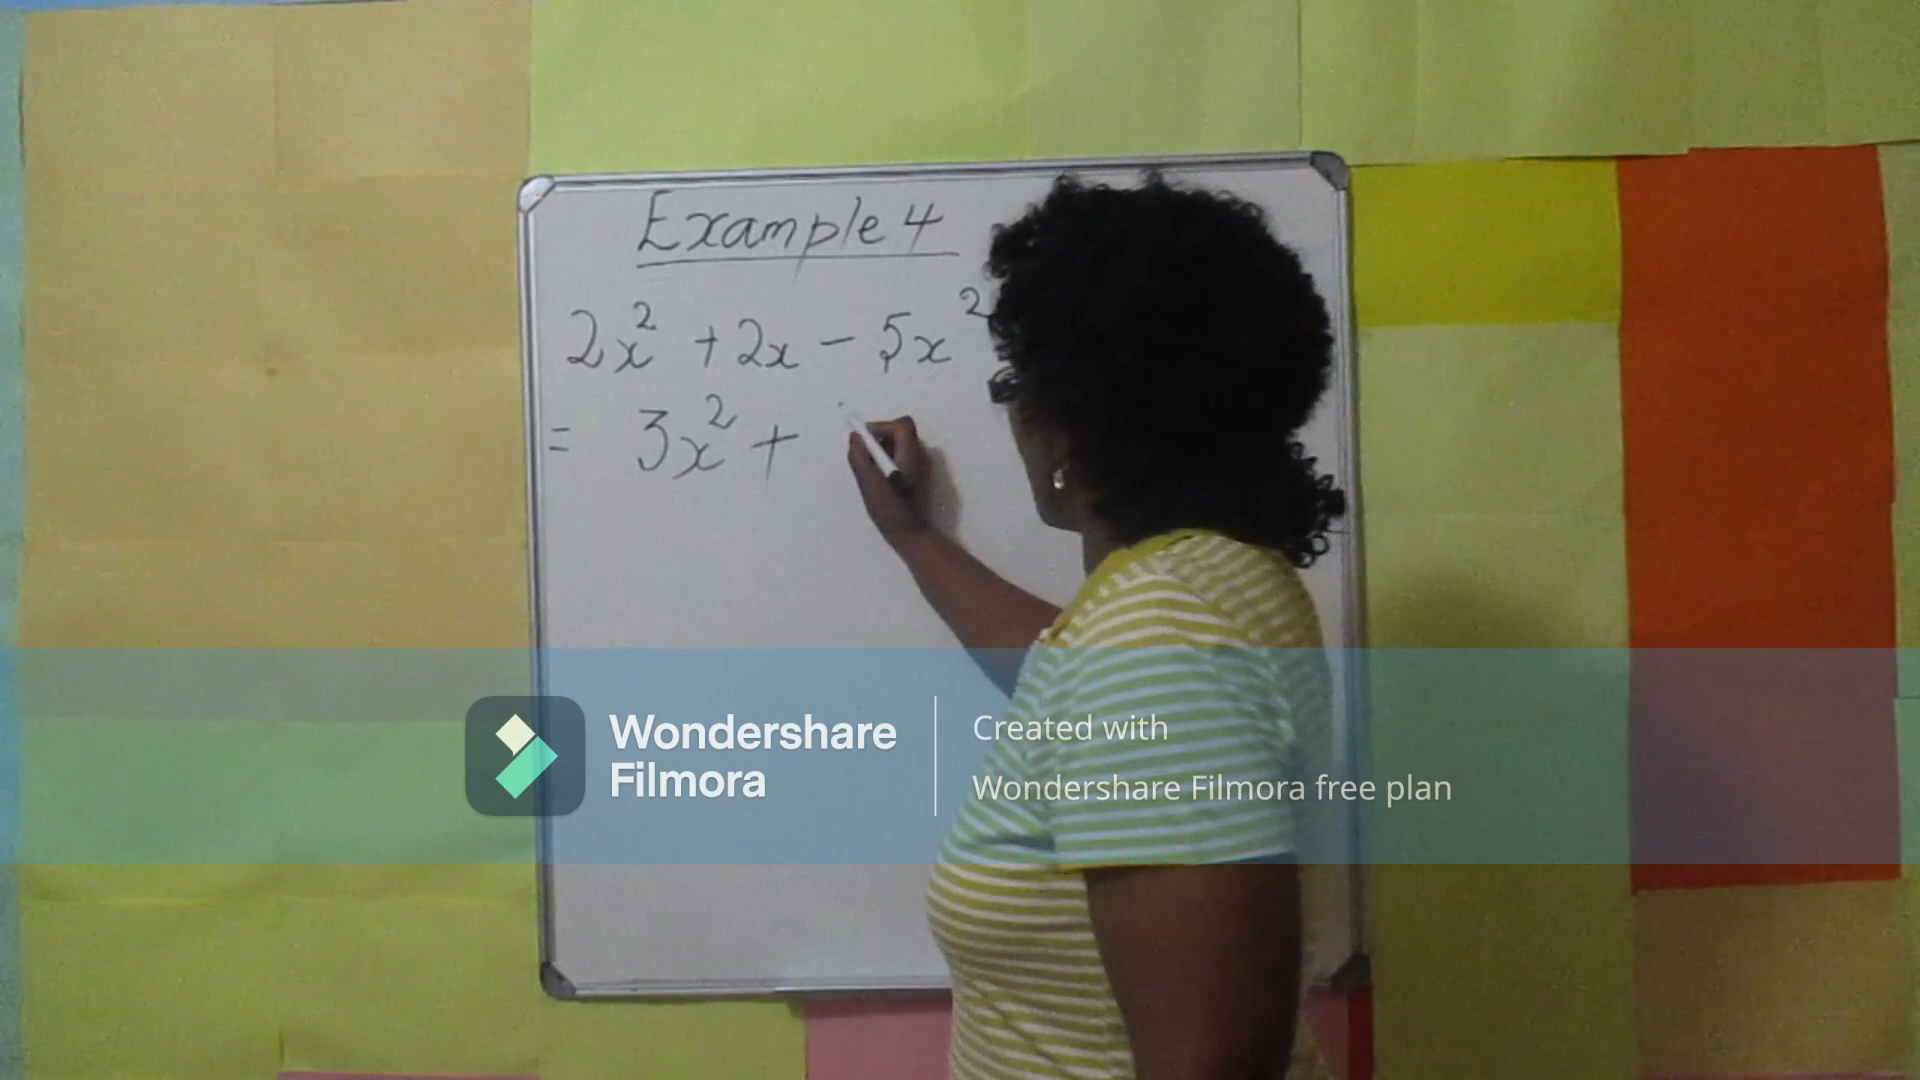 Example 4
2x² + 2x - 5x²
= 3x² +
Wondershare
Filmora
Created with
Wondershare Filmora free plan